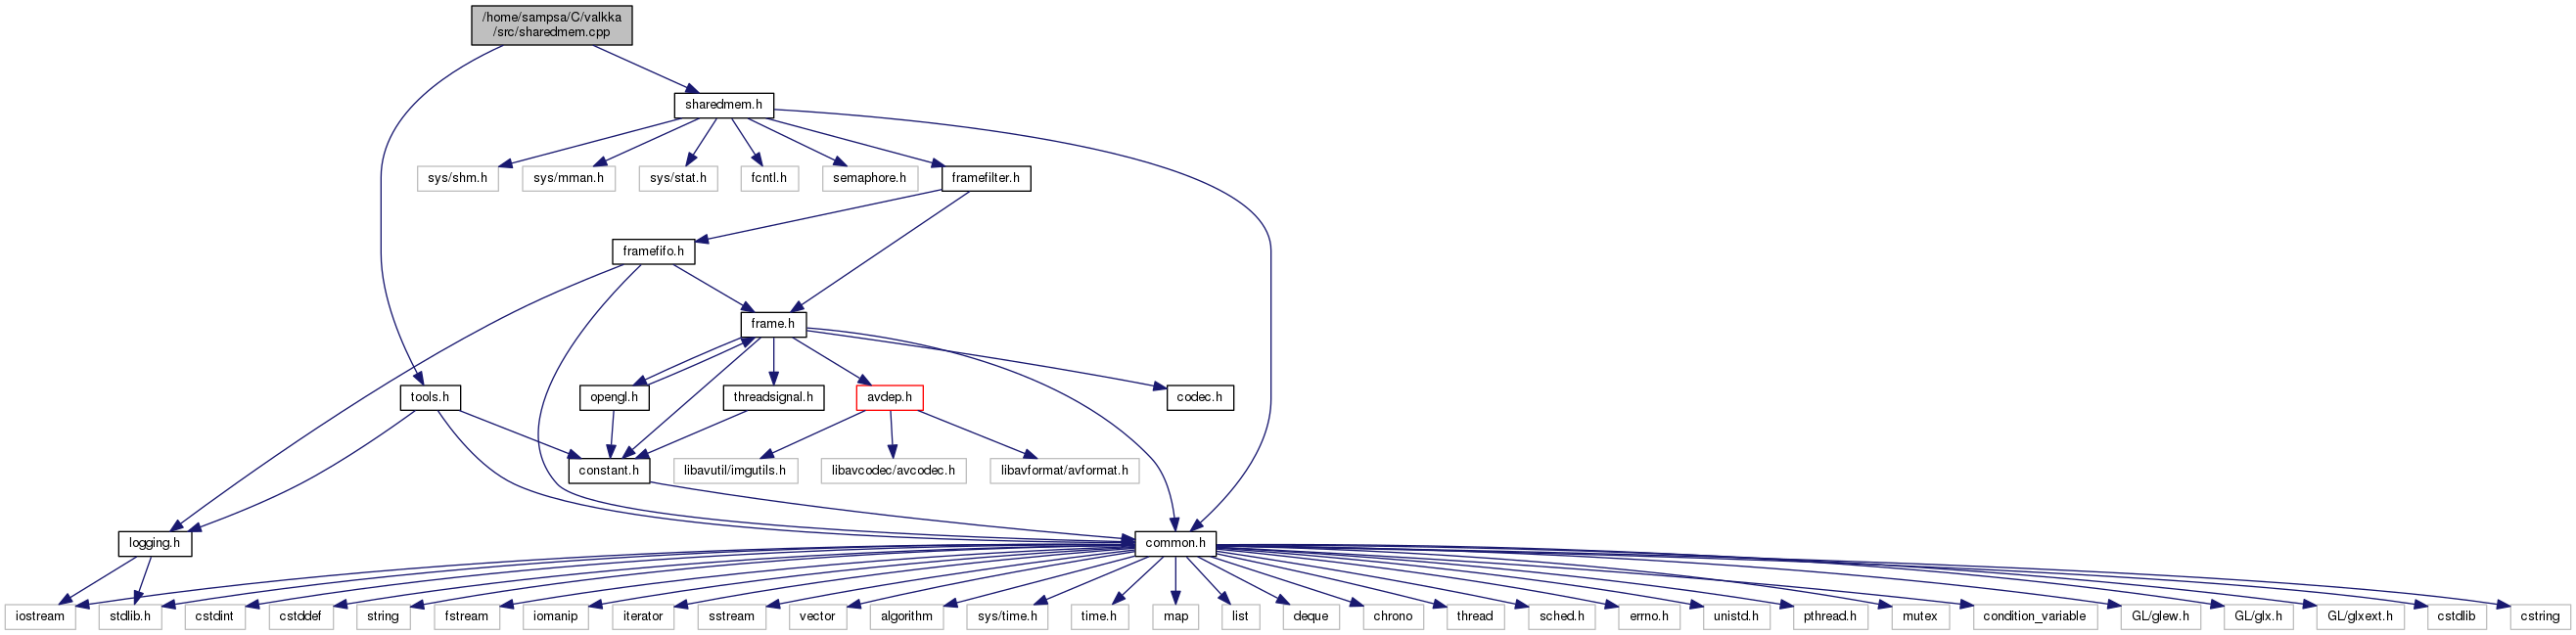 /home/sampsa/C/valkka
/src/sharedmem.cpp
sharedmem.h
sys/shm.h
sys/mman.h
sys/stat.h
fcntl.h
semaphore.h
framefilter.h
framefifo.h
frame.h
tools.h
opengl.h
threadsignal.h
avdep.h
codec.h
constant.h
libavutil/imgutils.h
libavcodec/avcodec.h
libavformat/avformat.h
logging.h
common.h
iostream
stdlib.h
cstdint
cstddef
string
fstream
iomanip
iterator
sstream
vector
algorithm
sys/time.h
time.h
map
list
deque
chrono
thread
sched.h
errno.h
unistd.h
pthread.h
mutex
condition_variable
GL/glew.h
GL/glx.h
GL/glxext.h
cstdlib
cstring